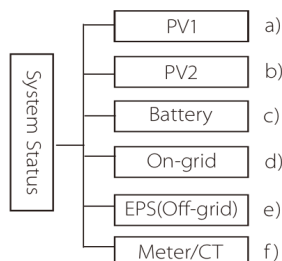 System Status
PV1 a)
PV2 b)
Battery c)
On-grid d)
EPS(Off-grid) e)
Meter/CT f)